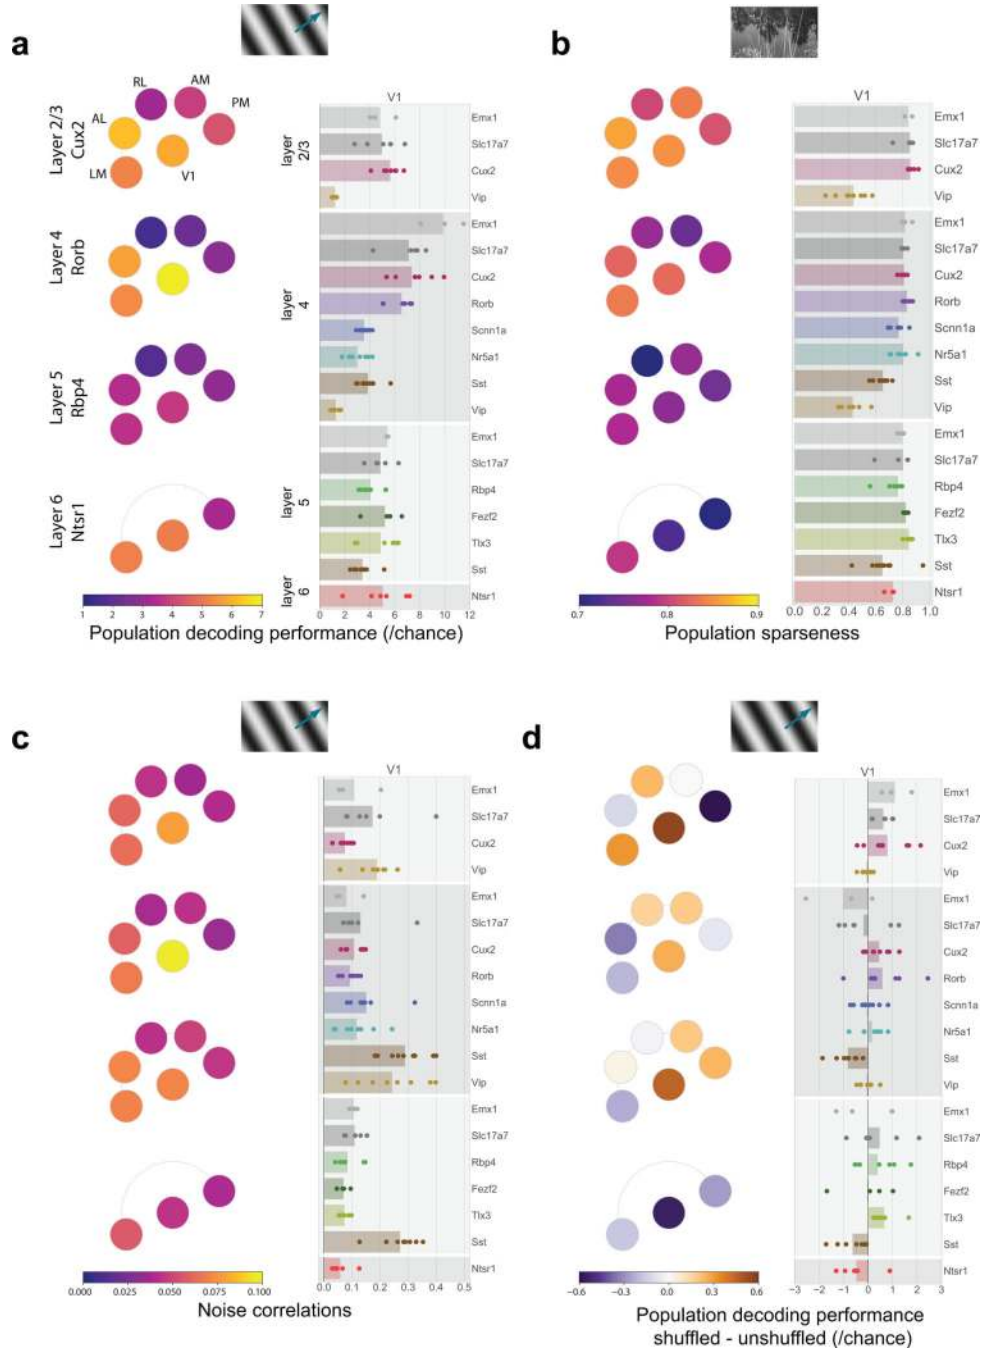 a
RL
AM
AL
PM
LM
V1
Layer 2/3
Cux2
Layer 4
Rorb
Layer 5
Rbp4
Layer 6
Ntsr1
1 2 3 4 5 6 7
V1
layer
2/3
Emx1
Slc17a7
Cux2
Vip
layer
4
Emx1
Slc17a7
Cux2
Rorb
Scnn1a
Nr5a1
Sst
Vip
layer
5
Emx1
Slc17a7
Rbp4
Fezf2
Tlx3
Sst
layer
6
Ntsr1
0 2 4 6 8 10 12
Population decoding performance (/chance)
b
V1
Emx1
Slc17a7
Cux2
Vip
Emx1
Slc17a7
Cux2
Rorb
Scnn1a
Nr5a1
Sst
Vip
Emx1
Slc17a7
Rbp4
Fezf2
Tlx3
Sst
Ntsr1
0.7 0.8 0.9
0.0 0.2 0.4 0.6 0.8 1.0
Population sparseness
c
V1
Emx1
Slc17a7
Cux2
Vip
Emx1
Slc17a7
Cux2
Rorb
Scnn1a
Nr5a1
Sst
Vip
Emx1
Slc17a7
Rbp4
Fezf2
Tlx3
Sst
Ntsr1
0.000 0.025 0.050 0.075 0.100
0.0 0.1 0.2 0.3 0.4 0.5
Noise correlations
d
V1
Emx1
Slc17a7
Cux2
Vip
Emx1
Slc17a7
Cux2
Rorb
Scnn1a
Nr5a1
Sst
Vip
Emx1
Slc17a7
Rbp4
Fezf2
Tlx3
Sst
Ntsr1
−0.6 −0.3 0.0 0.3 0.6
−3 −2 −1 0 1 2 3
Population decoding performance
shuffled - unshuffled (/chance)